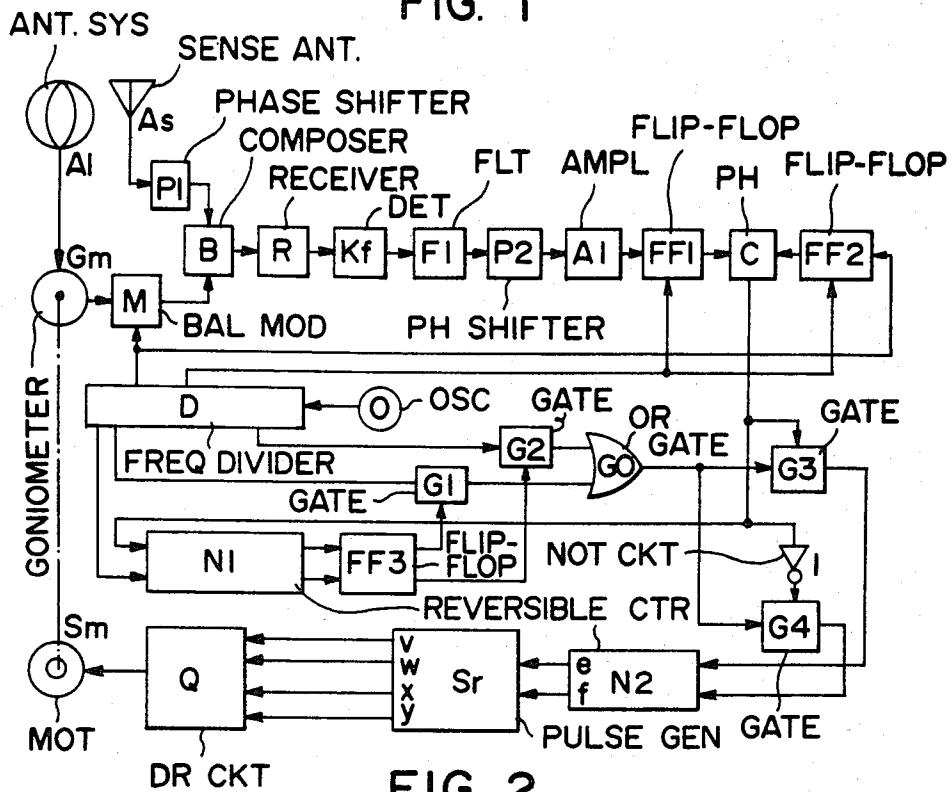 FIG. 1
ANT. SYS
SENSE ANT.
As
PHASE SHIFTER
COMPOSER
RECEIVER
DET
FLT
AMPL
FLIP-FLOP
PH
FLIP-FLOP
Al
P1
B
R
Kf
F1
P2
A1
FF1
C
FF2
Gm
M
BAL MOD
PH SHIFTER
GONIOMETER
D
O
OSC
FREQ DIVIDER
GATE
G2
OR
GATE
GO
GATE
G3
GATE
G1
N1
FF3
FLIP-
FLOP
NOT CKT
I
REVERSIBLE CTR
G4
GATE
Sm
MOT
Q
DR CKT
v
w
x
y
Sr
PULSE GEN
e
f
N2
FIG. 2